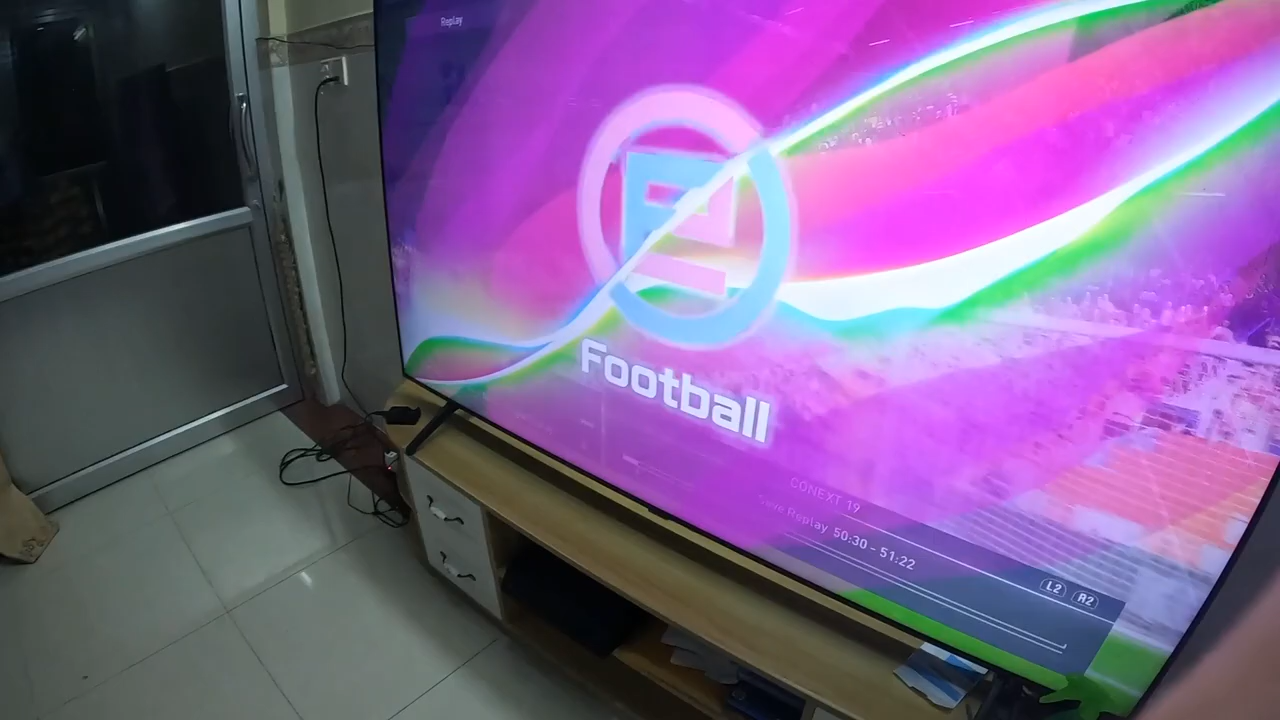 Replay
Football
CONEXT 19
Save Replay 50:30 - 51:22
L2 R2